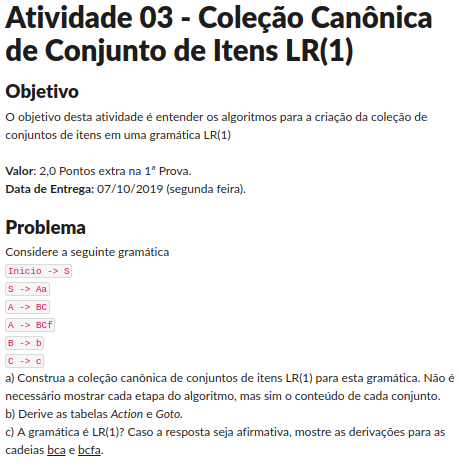 Atividade 03 - Coleção Canônica
de Conjunto de Itens LR(1)
Objetivo
O objetivo desta atividade é entender os algoritmos para a criação da coleção de
conjuntos de itens em uma gramática LR(1)
Valor: 2,0 Pontos extra na 1ª Prova.
Data de Entrega: 07/10/2019 (segunda feira).
Problema
Considere a seguinte gramática
Inicio -> S
S -> Aa
A -> BC
A -> BCf
B -> b
C -> c
a) Construa a coleção canônica de conjuntos de itens LR(1) para esta gramática. Não é
necessário mostrar cada etapa do algoritmo, mas sim o conteúdo de cada conjunto.
b) Derive as tabelas Action e Goto.
c) A gramática é LR(1)? Caso a resposta seja afirmativa, mostre as derivações para as
cadeias bca e bcfa.